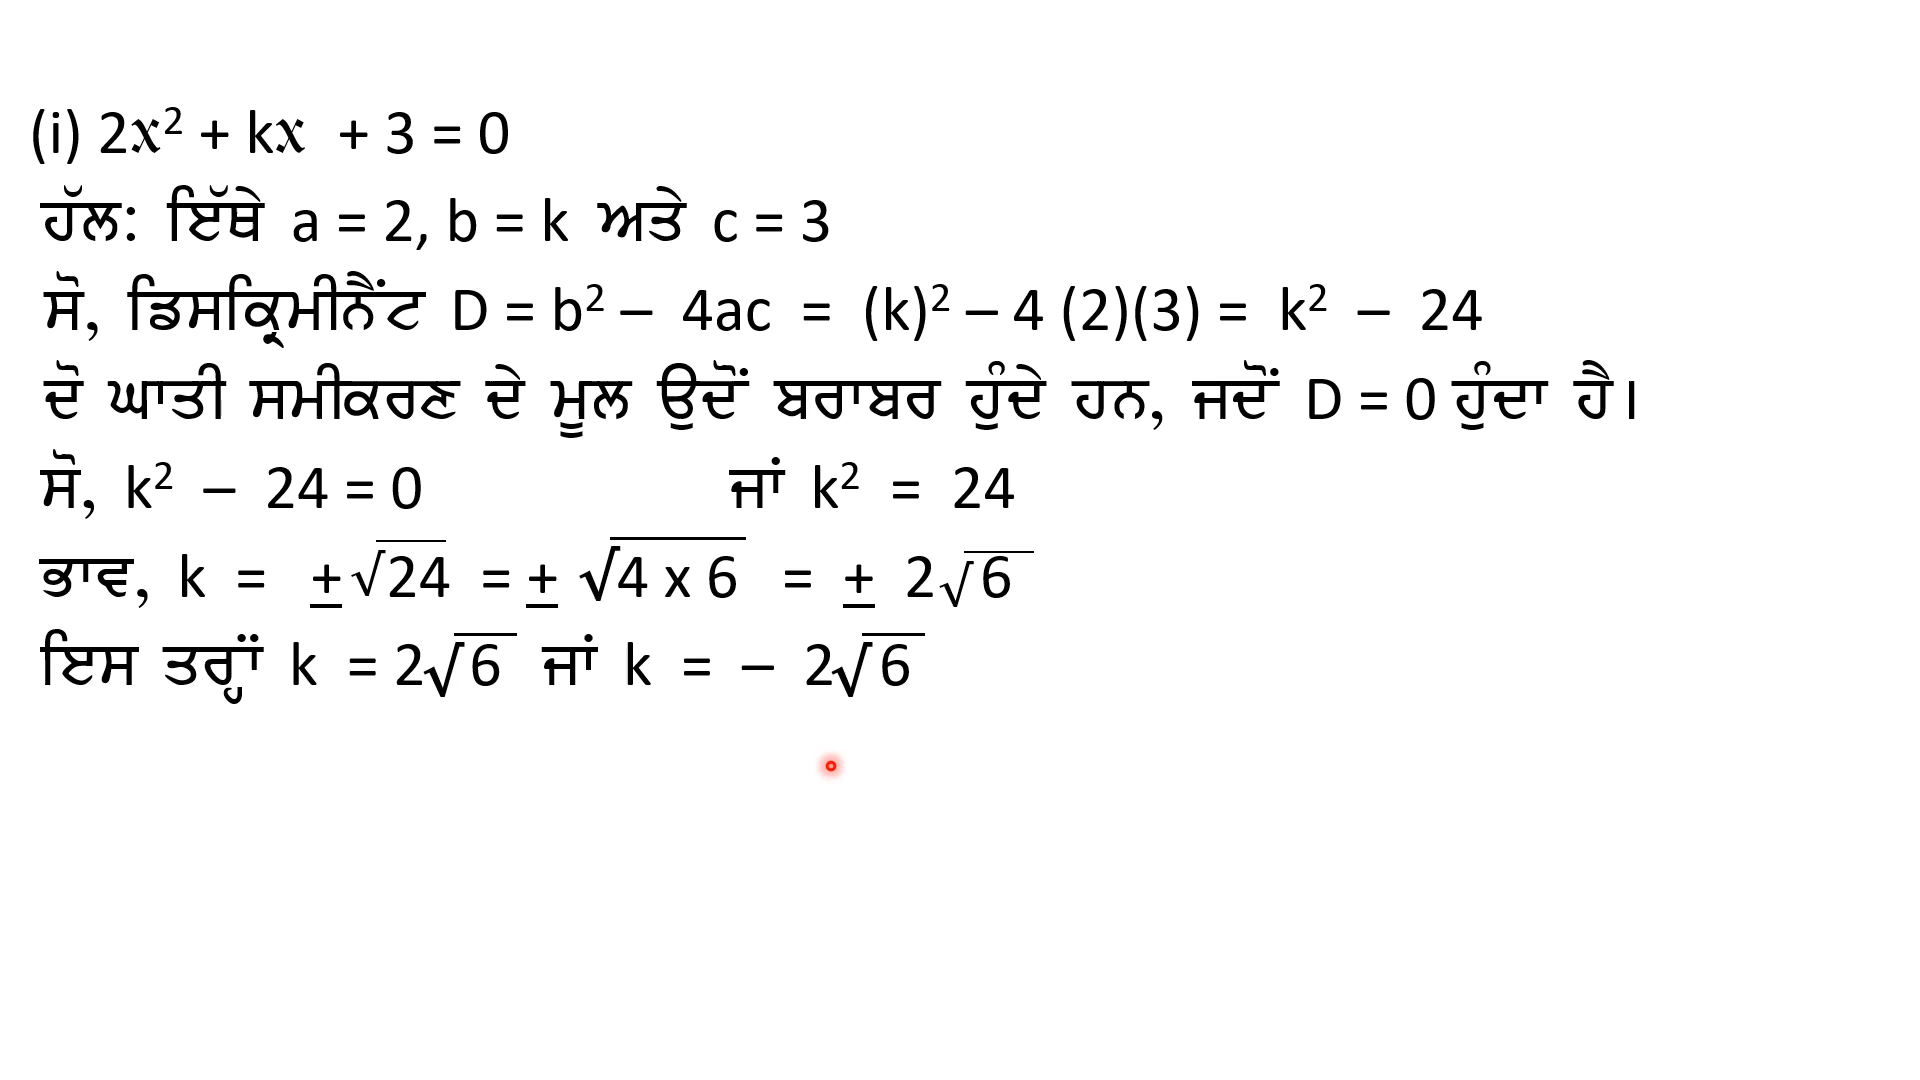 (i) 2x² + kx + 3 = 0
ਹੱਲ: ਇੱਥੇ a = 2, b = k ਅਤੇ c = 3
ਸੋ, ਡਿਸਕ੍ਰਿਮੀਨੈਂਟ D = b² – 4ac = (k)² – 4 (2)(3) = k² – 24
ਦੋ ਘਾਤੀ ਸਮੀਕਰਣ ਦੇ ਮੂਲ ਉਦੋਂ ਬਰਾਬਰ ਹੁੰਦੇ ਹਨ, ਜਦੋਂ D = 0 ਹੁੰਦਾ ਹੈ।
ਸੋ, k² – 24 = 0 ਜਾਂ k² = 24
ਭਾਵ, k = ±√24 = ± √4 x 6 = ± 2√6
ਇਸ ਤਰ੍ਹਾਂ k = 2√6 ਜਾਂ k = – 2√6